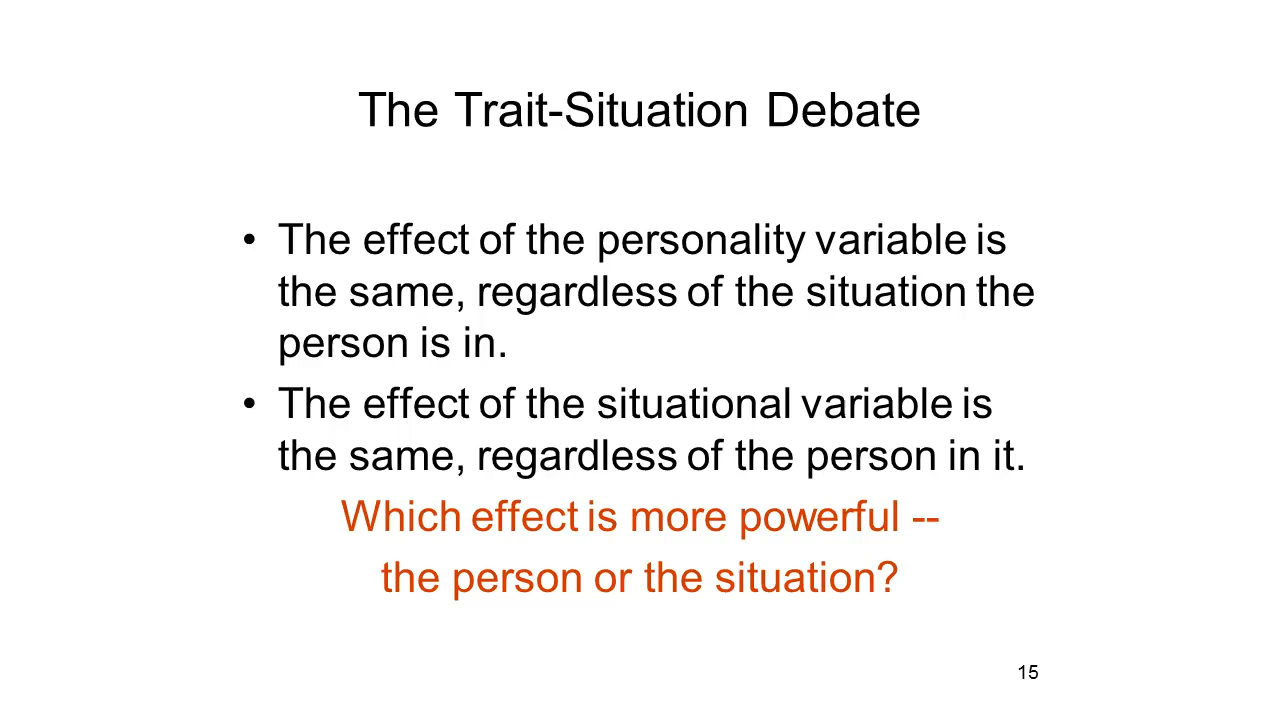 The Trait-Situation Debate
• The effect of the personality variable is
the same, regardless of the situation the
person is in.
• The effect of the situational variable is
the same, regardless of the person in it.
Which effect is more powerful --
the person or the situation?
15